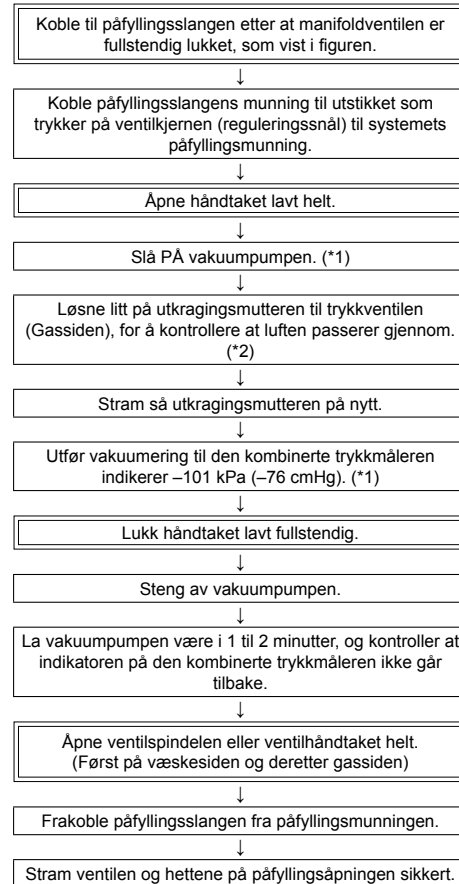 Koble til påfyllingsslangen etter at manifoldventilen er
fullstendig lukket, som vist i figuren.
↓
Koble påfyllingsslangens munning til utstikket som
trykker på ventilkjernen (reguleringssnål) til systemets
påfyllingsmunning.
↓
Åpne håndtaket lavt helt.
↓
Slå PÅ vakuumpumpen. (*1)
↓
Løsne litt på utkragingsmutteren til trykkventilen
(Gassiden), for å kontrollere at luften passerer gjennom.
(*2)
↓
Stram så utkragingsmutteren på nytt.
↓
Utfør vakuumering til den kombinerte trykkmåleren
indikerer –101 kPa (–76 cmHg). (*1)
↓
Lukk håndtaket lavt fullstendig.
↓
Steng av vakuumpumpen.
↓
La vakuumpumpen være i 1 til 2 minutter, og kontroller at
indikatoren på den kombinerte trykkmåleren ikke går
tilbake.
↓
Åpne ventilspindelen eller ventilhåndtaket helt.
(Først på væskesiden og deretter gassiden)
↓
Frakoble påfyllingsslangen fra påfyllingsmunningen.
↓
Stram ventilen og hettene på påfyllingsåpningen sikkert.